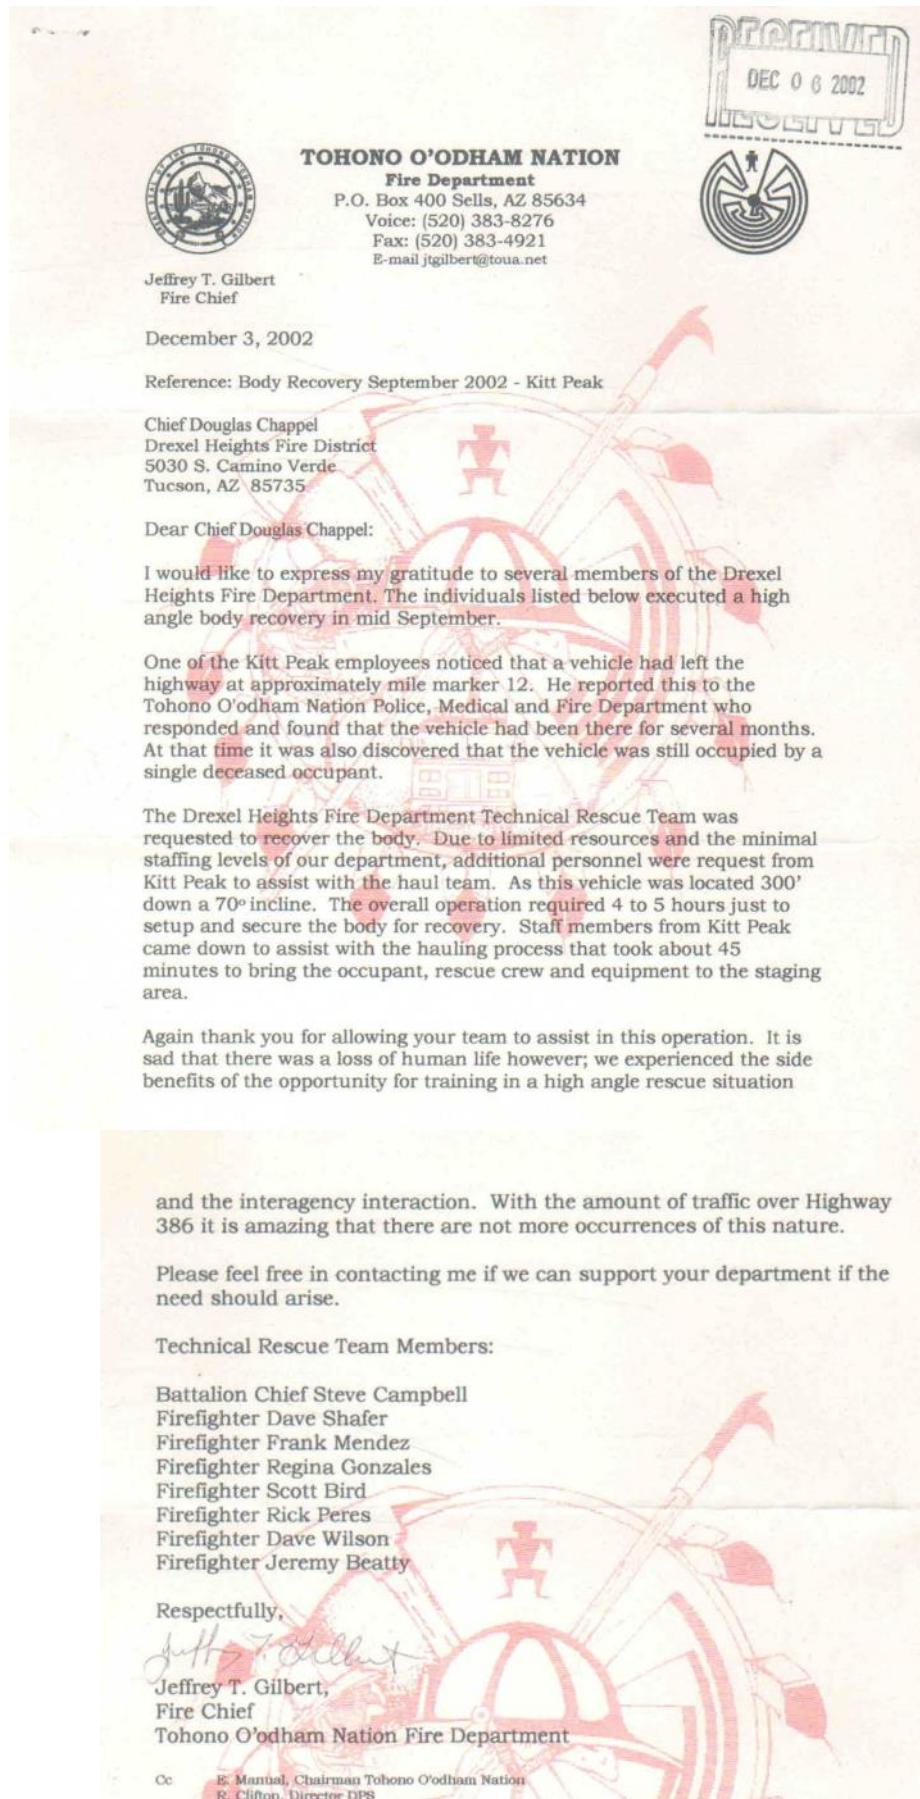 RECEIVED
DEC 0 6 2002
RECEIVED
GREAT SEAL OF THE TOHONO O'ODHAM NATION
TOHONO O'ODHAM NATION
Fire Department
P.O. Box 400 Sells, AZ 85634
Voice: (520) 383-8276
Fax: (520) 383-4921
E-mail jtgilbert@toua.net
Jeffrey T. Gilbert
Fire Chief
December 3, 2002
Reference: Body Recovery September 2002 - Kitt Peak
Chief Douglas Chappel
Drexel Heights Fire District
5030 S. Camino Verde
Tucson, AZ 85735
Dear Chief Douglas Chappel:
I would like to express my gratitude to several members of the Drexel
Heights Fire Department. The individuals listed below executed a high
angle body recovery in mid September.
One of the Kitt Peak employees noticed that a vehicle had left the
highway at approximately mile marker 12. He reported this to the
Tohono O'odham Nation Police, Medical and Fire Department who
responded and found that the vehicle had been there for several months.
At that time it was also discovered that the vehicle was still occupied by a
single deceased occupant.
The Drexel Heights Fire Department Technical Rescue Team was
requested to recover the body. Due to limited resources and the minimal
staffing levels of our department, additional personnel were request from
Kitt Peak to assist with the haul team. As this vehicle was located 300'
down a 70° incline. The overall operation required 4 to 5 hours just to
setup and secure the body for recovery. Staff members from Kitt Peak
came down to assist with the hauling process that took about 45
minutes to bring the occupant, rescue crew and equipment to the staging
area.
Again thank you for allowing your team to assist in this operation. It is
sad that there was a loss of human life however; we experienced the side
benefits of the opportunity for training in a high angle rescue situation
and the interagency interaction. With the amount of traffic over Highway
386 it is amazing that there are not more occurrences of this nature.
Please feel free in contacting me if we can support your department if the
need should arise.
Technical Rescue Team Members:
Battalion Chief Steve Campbell
Firefighter Dave Shafer
Firefighter Frank Mendez
Firefighter Regina Gonzales
Firefighter Scott Bird
Firefighter Rick Peres
Firefighter Dave Wilson
Firefighter Jeremy Beatty
Respectfully,
Jeffrey T. Gilbert
Jeffrey T. Gilbert,
Fire Chief
Tohono O'odham Nation Fire Department
Cc E. Manual, Chairman Tohono O'odham Nation
R. Clifton, Director DPS